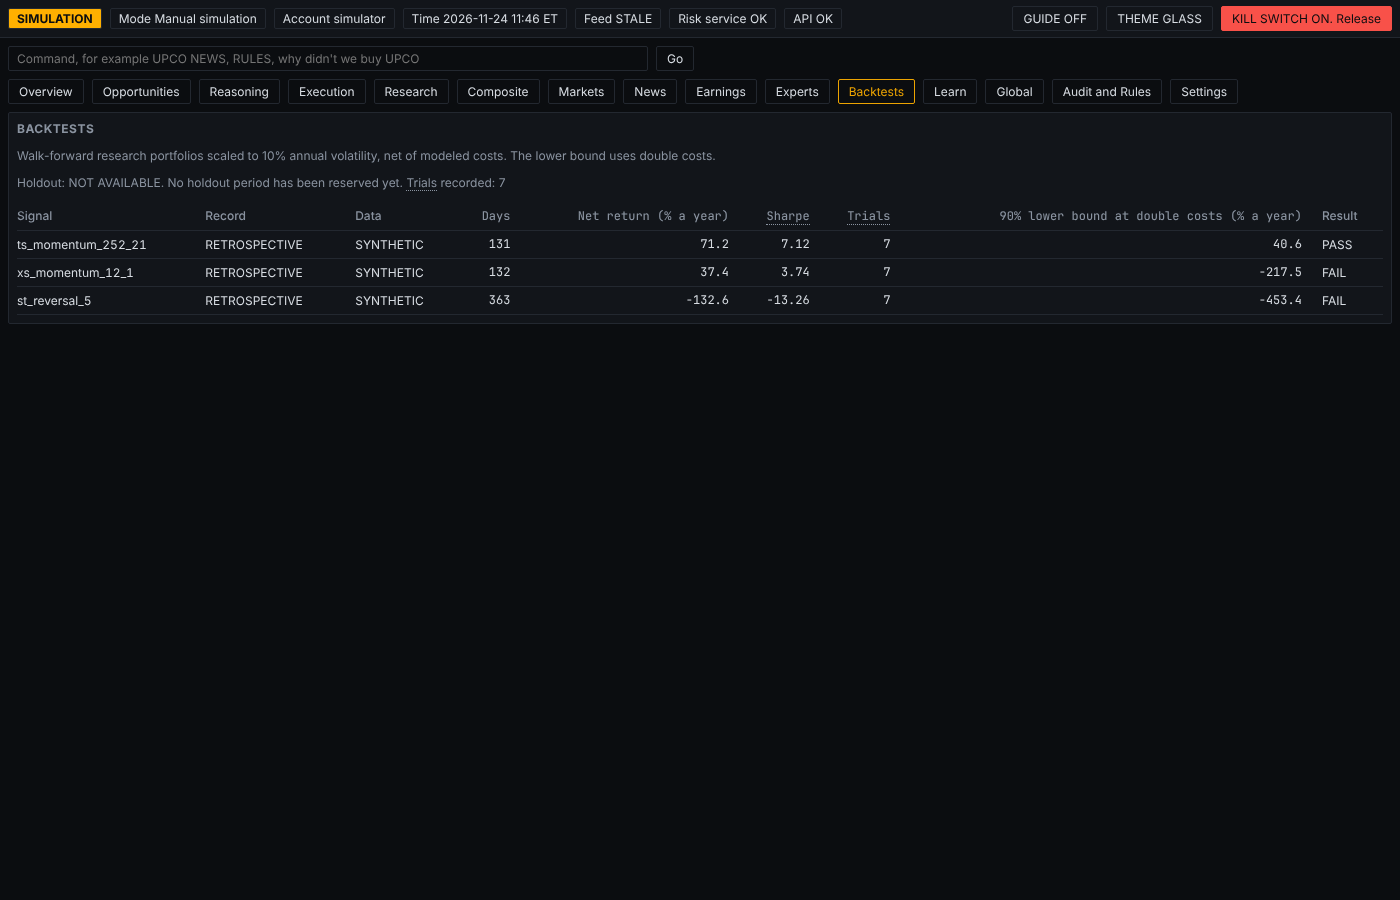 SIMULATION Mode Manual simulation Account simulator Time 2026-11-24 11:46 ET Feed STALE Risk service OK API OK GUIDE OFF THEME GLASS KILL SWITCH ON. Release
Command, for example UPCO NEWS, RULES, why didn't we buy UPCO Go
Overview Opportunities Reasoning Execution Research Composite Markets News Earnings Experts Backtests Learn Global Audit and Rules Settings
BACKTESTS
Walk-forward research portfolios scaled to 10% annual volatility, net of modeled costs. The lower bound uses double costs.
Holdout: NOT AVAILABLE. No holdout period has been reserved yet. Trials recorded: 7
Signal Record Data Days Net return (% a year) Sharpe Trials 90% lower bound at double costs (% a year) Result
ts_momentum_252_21 RETROSPECTIVE SYNTHETIC 131 71.2 7.12 7 40.6 PASS
xs_momentum_12_1 RETROSPECTIVE SYNTHETIC 132 37.4 3.74 7 -217.5 FAIL
st_reversal_5 RETROSPECTIVE SYNTHETIC 363 -132.6 -13.26 7 -453.4 FAIL